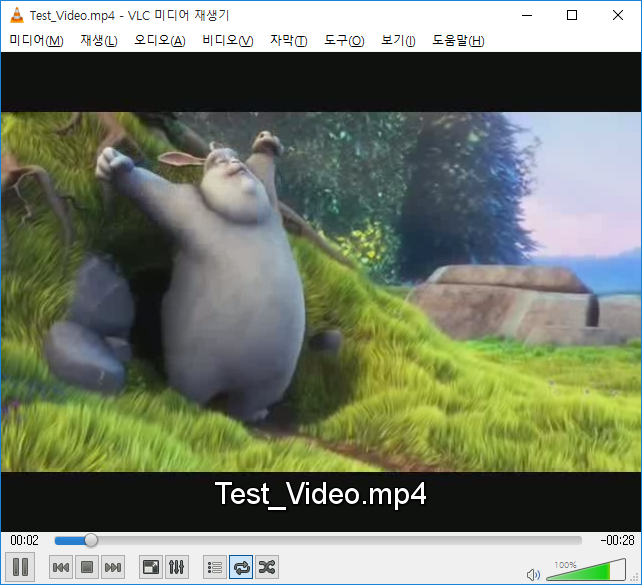 Test_Video.mp4 - VLC 미디어 재생기
미디어(M) 재생(L) 오디오(A) 비디오(V) 자막(T) 도구(O) 보기(I) 도움말(H)
Test_Video.mp4
00:02 -00:28
100%